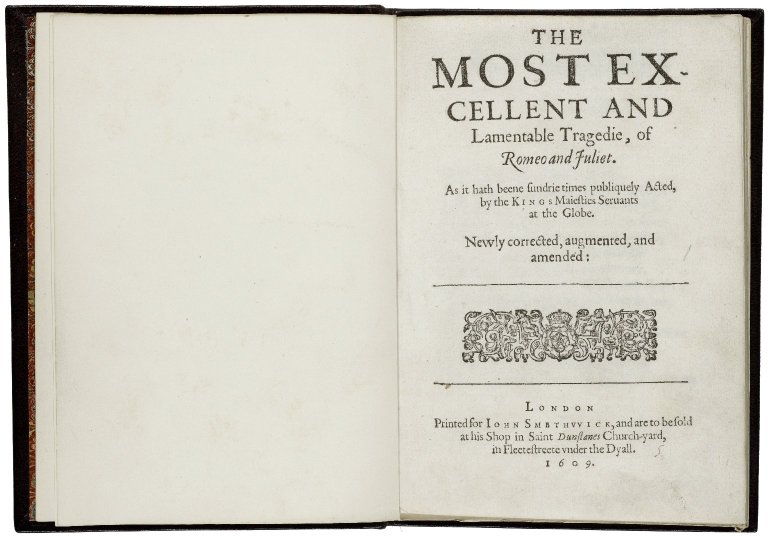 THE
MOST EX-
CELLENT AND
Lamentable Tragedie, of
Romeo and Juliet.
As it hath beene ſundrie times publiquely Acted,
by the KINGS Maieſties Seruants
at the Globe.
Newly corrected, augmented, and
amended:
LONDON
Printed for IOHN SMETHVVICK, and are to be ſold
at his Shop in Saint Dunſtanes Church-yard,
in Fleeteſtreete vnder the Dyall.
1609.